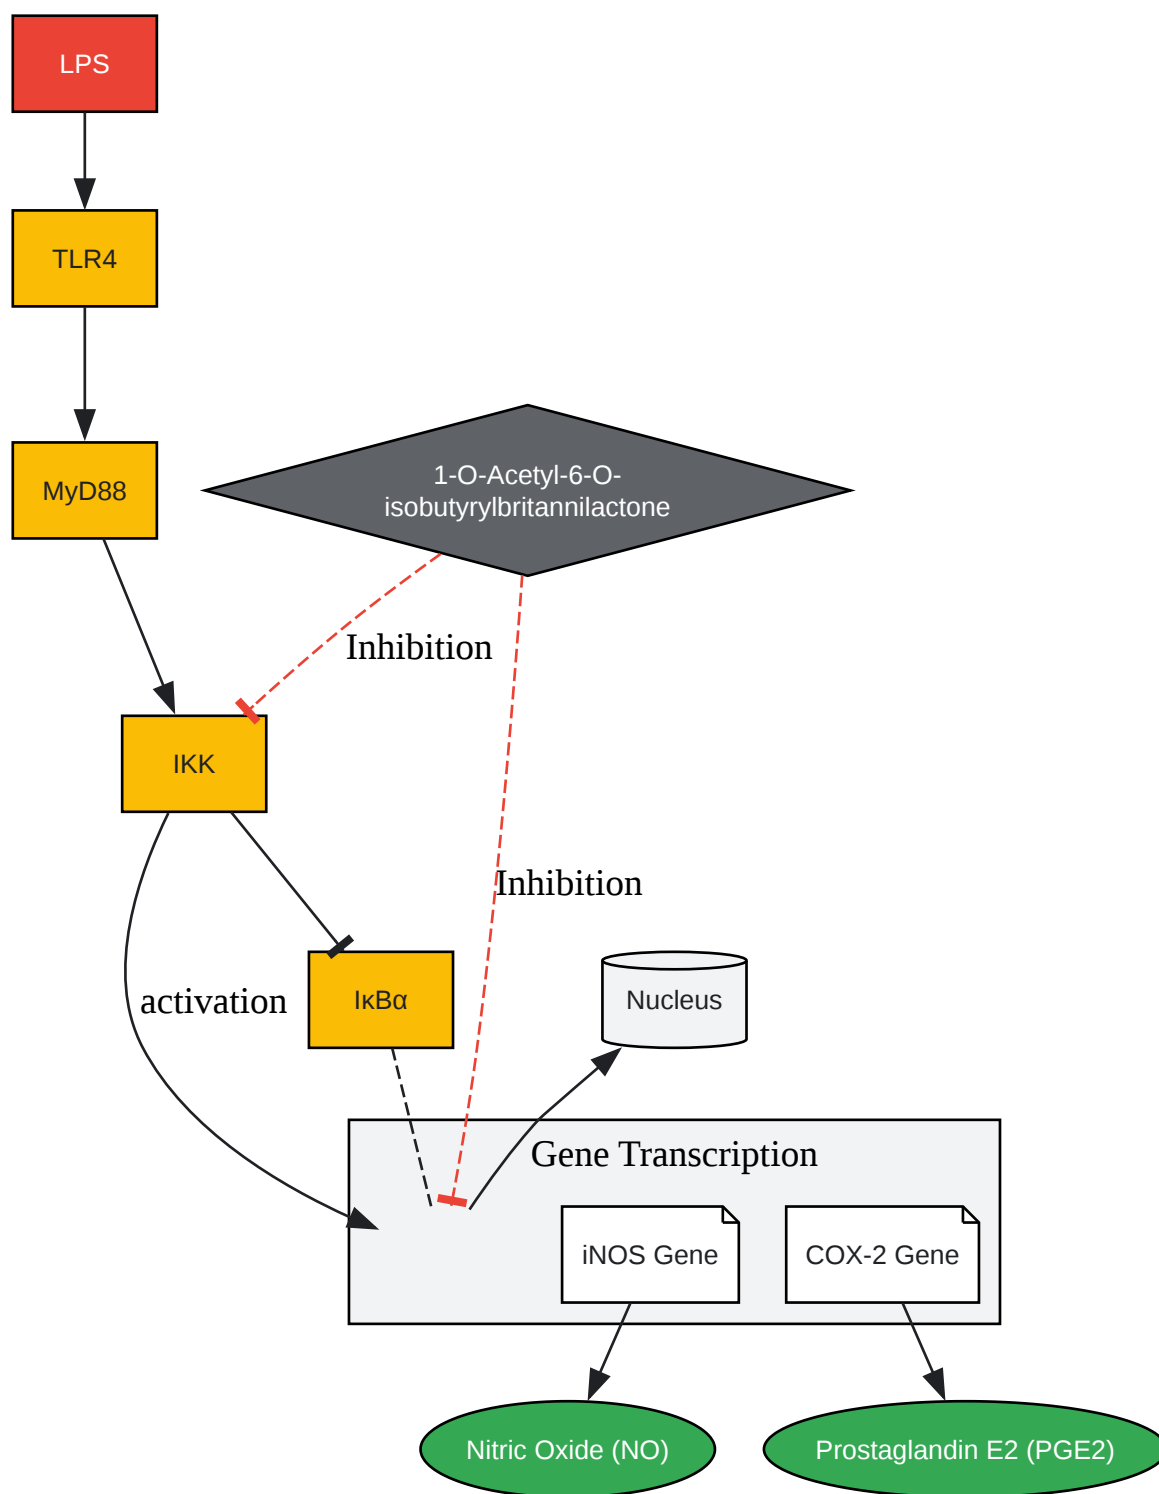 LPS
TLR4
MyD88
1-O-Acetyl-6-O-
isobutyrylbritannilactone
Inhibition
IKK
Inhibition
activation
IκBα
Nucleus
Gene Transcription
iNOS Gene
COX-2 Gene
Nitric Oxide (NO)
Prostaglandin E2 (PGE2)